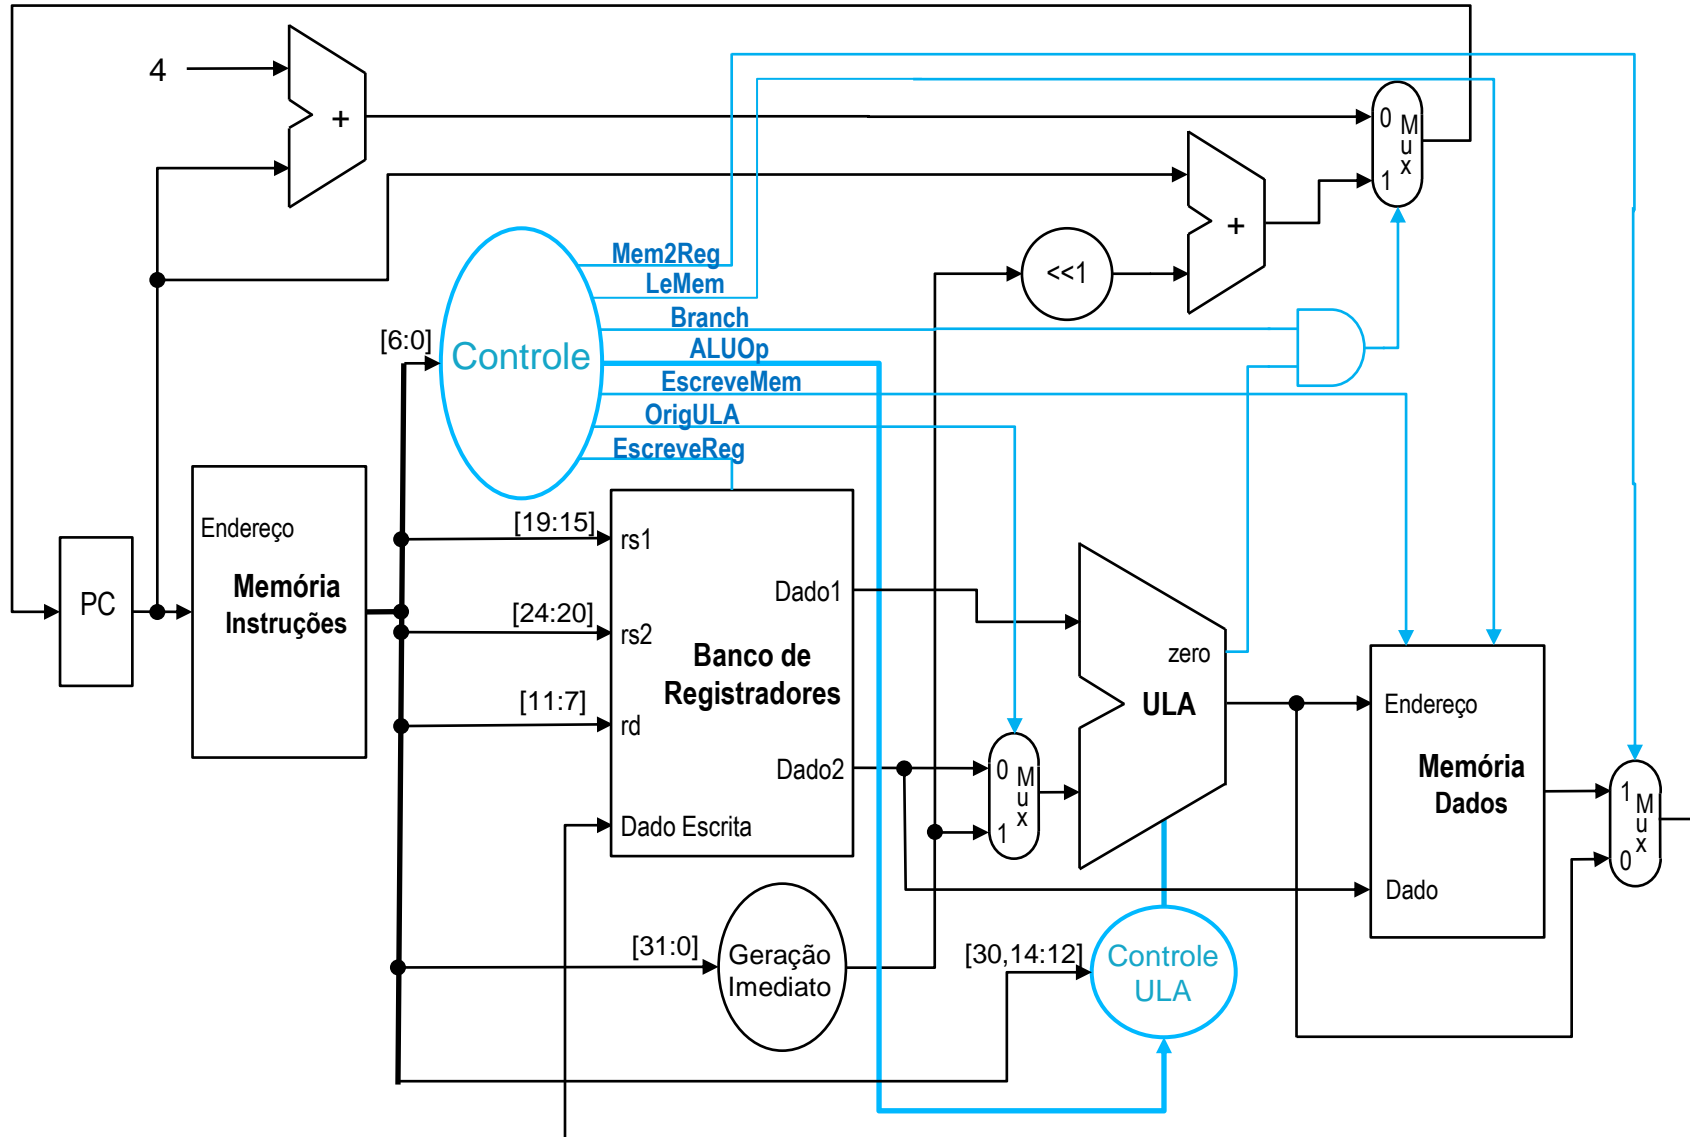 4
+
0
M
u
x
1
+
<<1
Mem2Reg
LeMem
Branch
ALUOp
EscreveMem
OrigULA
EscreveReg
[6:0]
Controle
Endereço
Memória
Instruções
PC
[19:15]
rs1
[24:20]
rs2
[11:7]
rd
Dado1
Banco de
Registradores
Dado2
Dado Escrita
0
M
u
x
1
zero
ULA
Endereço
Memória
Dados
Dado
1
M
u
x
0
[31:0]
Geração
Imediato
[30,14:12]
Controle
ULA